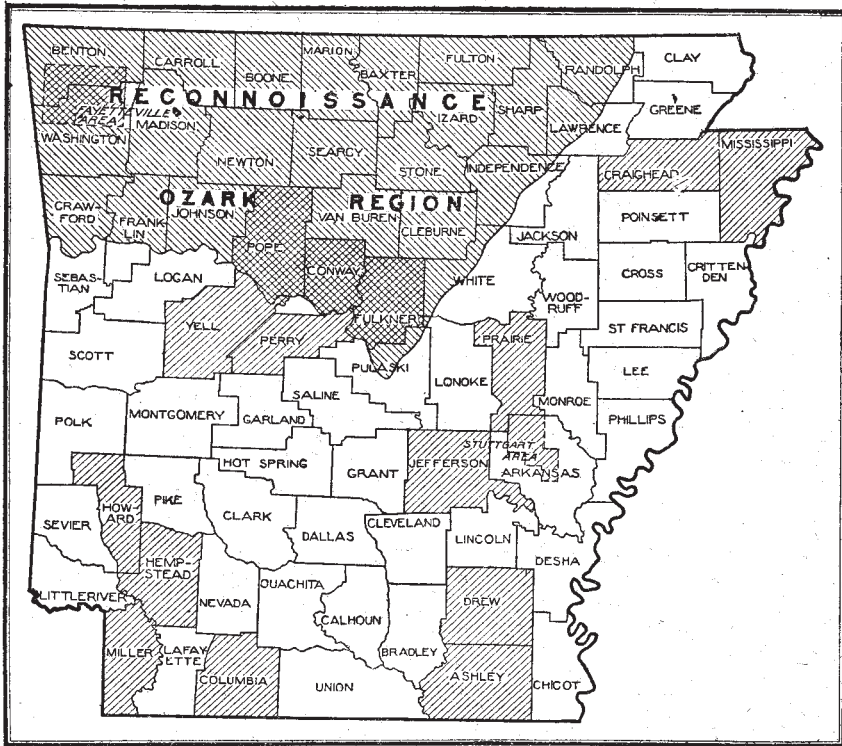 BENTON
CARROLL
BOONE
MARION
BAXTER
FULTON
RANDOLPH
CLAY
RECONNOISSANCE
FAYETTEVILLE
AREA
MADISON
IZARD
SHARP
GREENE
LAWRENCE
WASHINGTON
NEWTON
SEARCY
STONE
INDEPENDENCE
MISSISSIPPI
CRAIGHEAD
OZARK REGION
CRAW-
FORD
FRANK-
LIN
JOHNSON
POPE
VAN BUREN
CLEBURNE
JACKSON
POINSETT
SEBAS-
TIAN
LOGAN
CONWAY
WHITE
WOOD-
RUFF
CROSS
CRITTEN-
DEN
YELL
FAULKNER
PERRY
PRAIRIE
ST FRANCIS
SCOTT
PULASKI
LONOKE
LEE
SALINE
MONROE
POLK
MONTGOMERY
GARLAND
PHILLIPS
HOT SPRING
GRANT
JEFFERSON
STUTTGART
AREA
ARKANSAS
SEVIER
HOW-
ARD
PIKE
CLARK
DALLAS
CLEVELAND
LINCOLN
DESHA
HEMP-
STEAD
LITTLERIVER
NEVADA
OUACHITA
CALHOUN
DREW
BRADLEY
MILLER
LAFAY-
ETTE
COLUMBIA
UNION
ASHLEY
CHICOT